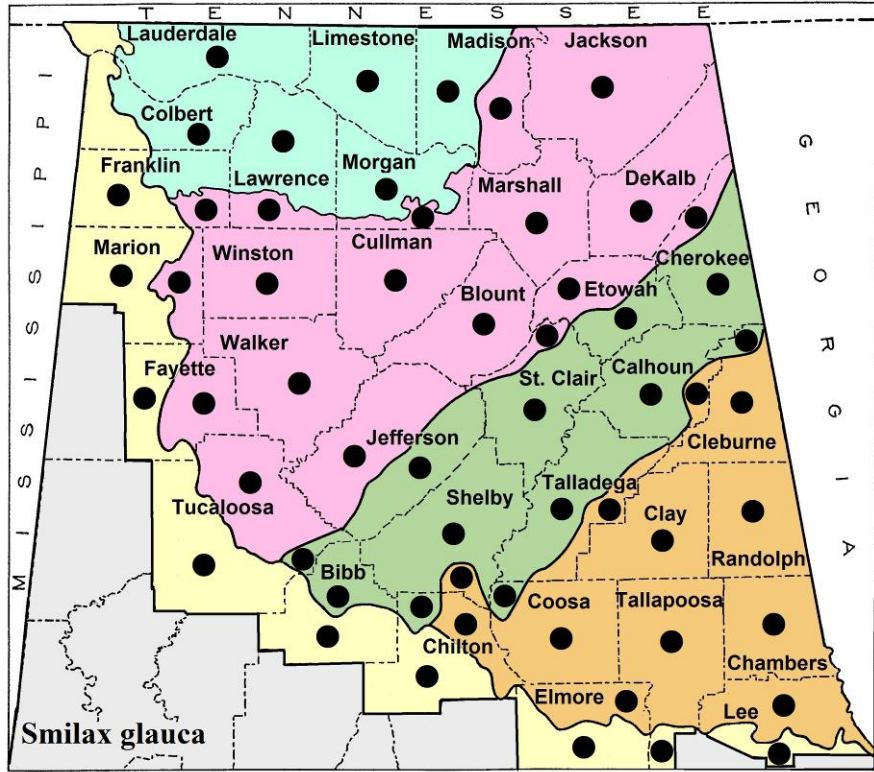 T E N N E S S E E
Lauderdale
Limestone
Madison
Jackson
Colbert
Franklin
Lawrence
Morgan
Marshall
DeKalb
Marion
Winston
Cullman
Cherokee
Blount
Etowah
Walker
Fayette
St. Clair
Calhoun
Jefferson
Cleburne
Tucaloosa
Shelby
Talladega
Clay
Randolph
Bibb
Coosa
Tallapoosa
Chilton
Chambers
Elmore
Lee
M I S S I S S I P P I
G E O R G I A
Smilax glauca